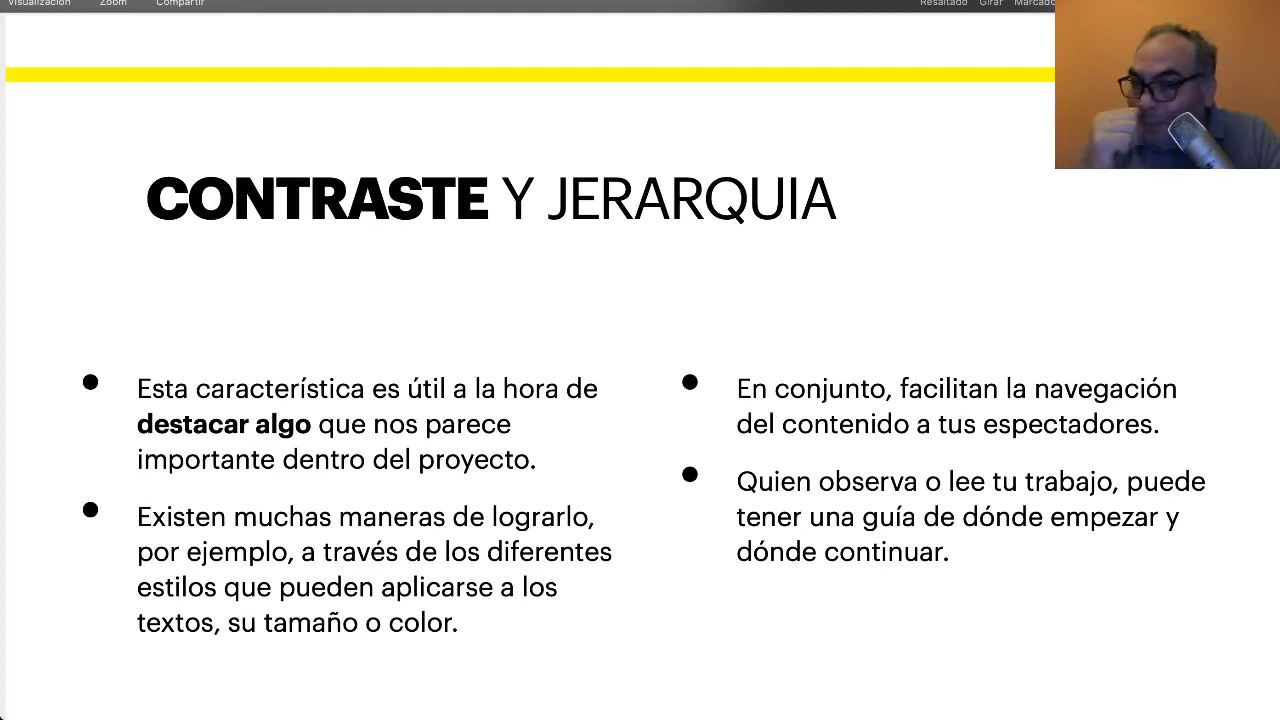 Visualización Zoom Compartir Resaltado Girar
CONTRASTE Y JERARQUIA
Esta característica es útil a la hora de
destacar algo que nos parece
importante dentro del proyecto.
Existen muchas maneras de lograrlo,
por ejemplo, a través de los diferentes
estilos que pueden aplicarse a los
textos, su tamaño o color.
En conjunto, facilitan la navegación
del contenido a tus espectadores.
Quien observa o lee tu trabajo, puede
tener una guía de dónde empezar y
dónde continuar.